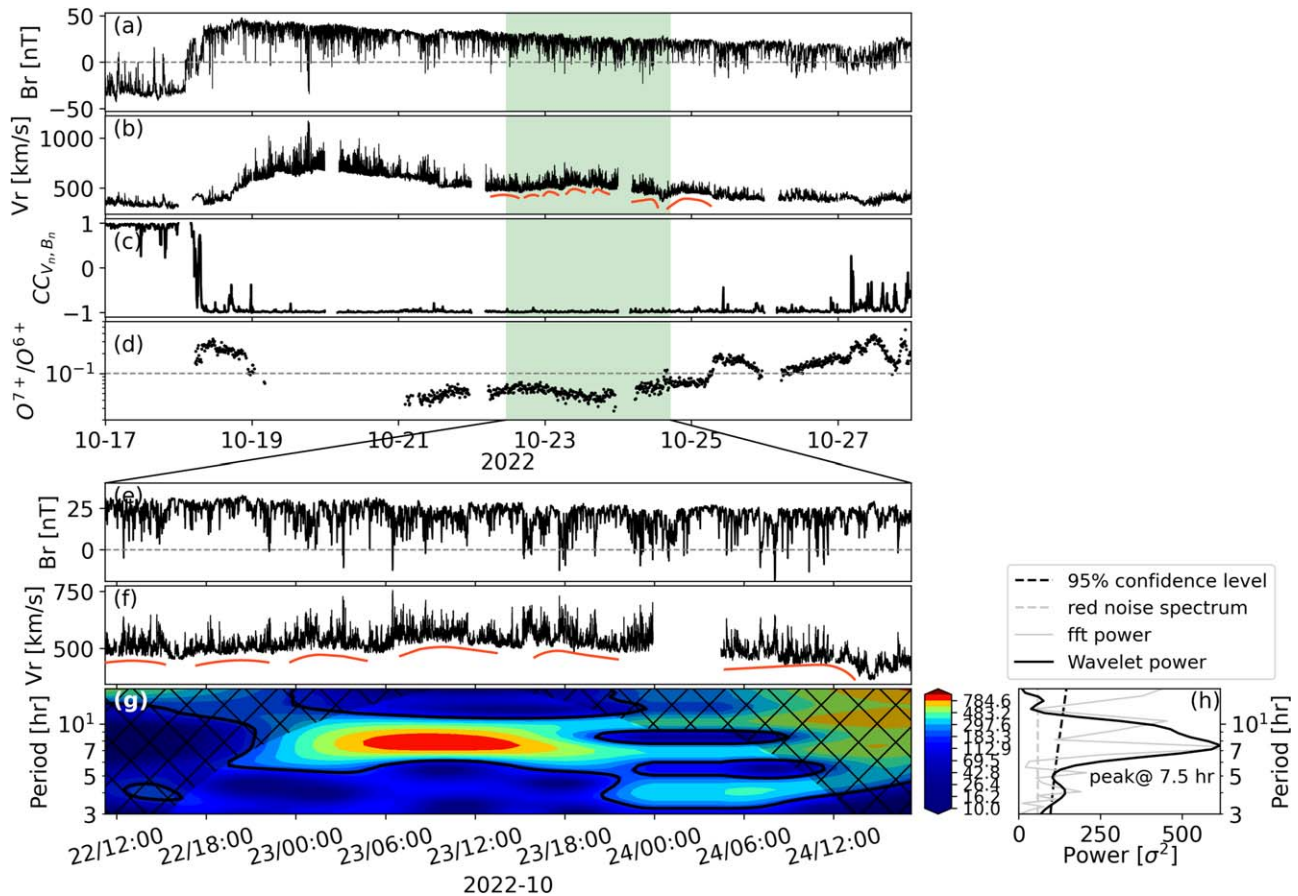 (a)
Br [nT]
50
0
−50
(b)
Vr [km/s]
1000
500
(c)
CC_{V_n, B_n}
1
0
−1
(d)
O^{7+}/O^{6+}
10^{-1}
10-17 10-19 10-21 10-23 10-25 10-27
2022
(e)
Br [nT]
25
0
(f)
Vr [km/s]
750
500
(g)
Period [hr]
10^1
7
5
3
22/12:00 22/18:00 23/00:00 23/06:00 23/12:00 23/18:00 24/00:00 24/06:00 24/12:00
2022-10
784.6
483.2
183.3
112.9
69.5
42.8
26.4
10.0
95% confidence level
red noise spectrum
fft power
Wavelet power
(h)
10^1
7
5
3
Period [hr]
peak@ 7.5 hr
0 250 500
Power [σ^2]